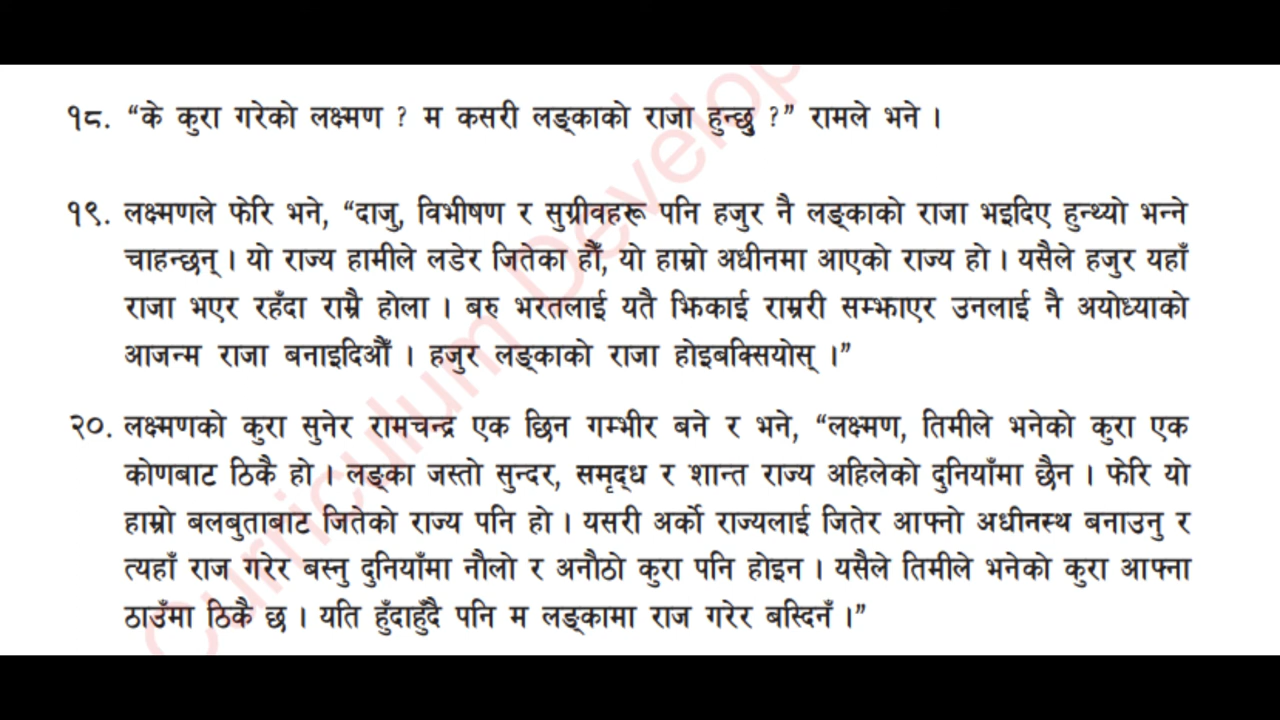 १८. “के कुरा गरेको लक्ष्मण ? म कसरी लङ्काको राजा हुन्छु ?” रामले भने ।
१९. लक्ष्मणले फेरि भने, “दाजु, विभीषण र सुग्रीवहरू पनि हजुर नै लङ्काको राजा भइदिए हुन्थ्यो भन्ने
चाहन्छन् । यो राज्य हामीले लडेर जितेका हौँ, यो हाम्रो अधीनमा आएको राज्य हो । यसैले हजुर यहाँ
राजा भएर रहँदा राम्रै होला । बरु भरतलाई यतै झिकाई राम्ररी सम्झाएर उनलाई नै अयोध्याको
आजन्म राजा बनाइदिऔँ । हजुर लङ्काको राजा होइबक्सियोस् ।”
२०. लक्ष्मणको कुरा सुनेर रामचन्द्र एक छिन गम्भीर बने र भने, “लक्ष्मण, तिमीले भनेको कुरा एक
कोणबाट ठिकै हो । लङ्का जस्तो सुन्दर, समृद्ध र शान्त राज्य अहिलेको दुनियाँमा छैन । फेरि यो
हाम्रो बलबुताबाट जितेको राज्य पनि हो । यसरी अर्को राज्यलाई जितेर आफ्नो अधीनस्थ बनाउनु र
त्यहाँ राज गरेर बस्नु दुनियाँमा नौलो र अनौठो कुरा पनि होइन । यसैले तिमीले भनेको कुरा आफ्ना
ठाउँमा ठिकै छ । यति हुँदाहुँदै पनि म लङ्कामा राज गरेर बस्दिनँ ।”
Curriculum Develop